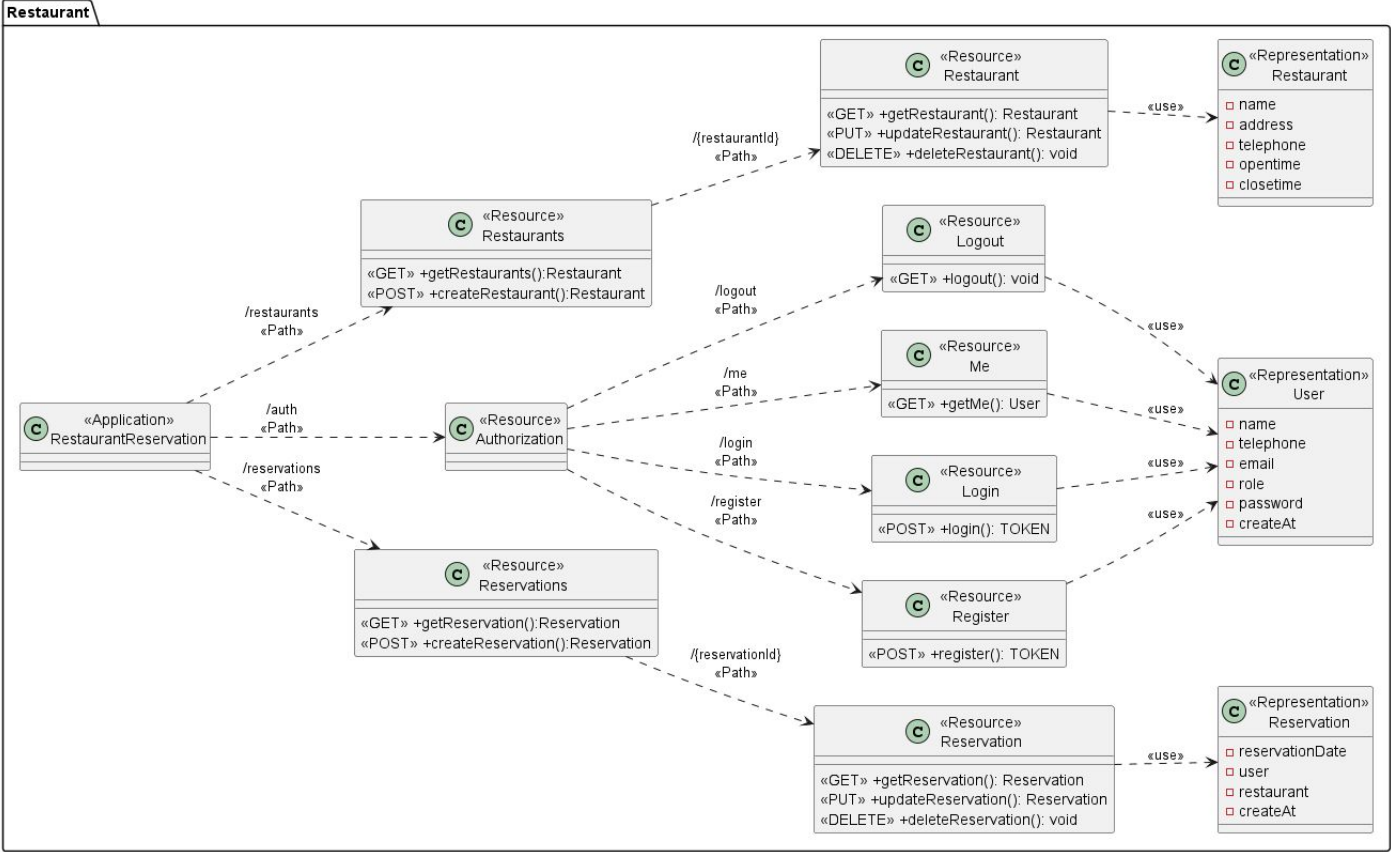 Restaurant
«Resource»
Restaurant
«GET» +getRestaurant(): Restaurant
«PUT» +updateRestaurant(): Restaurant
«DELETE» +deleteRestaurant(): void
«use»
«Representation»
Restaurant
name
address
telephone
opentime
closetime
/{restaurantId}
«Path»
«Resource»
Restaurants
«GET» +getRestaurants():Restaurant
«POST» +createRestaurant():Restaurant
/restaurants
«Path»
«Resource»
Logout
«GET» +logout(): void
/logout
«Path»
«use»
«Resource»
Me
«GET» +getMe(): User
/me
«Path»
«use»
«Application»
RestaurantReservation
/auth
«Path»
«Resource»
Authorization
/login
«Path»
«Resource»
Login
«POST» +login(): TOKEN
«use»
/register
«Path»
«Resource»
Register
«POST» +register(): TOKEN
«use»
«Representation»
User
name
telephone
email
role
password
createAt
/reservations
«Path»
«Resource»
Reservations
«GET» +getReservation():Reservation
«POST» +createReservation():Reservation
/{reservationId}
«Path»
«Resource»
Reservation
«GET» +getReservation(): Reservation
«PUT» +updateReservation(): Reservation
«DELETE» +deleteReservation(): void
«use»
«Representation»
Reservation
reservationDate
user
restaurant
createAt
C
C
C
C
C
C
C
C
C
C
C
C
C